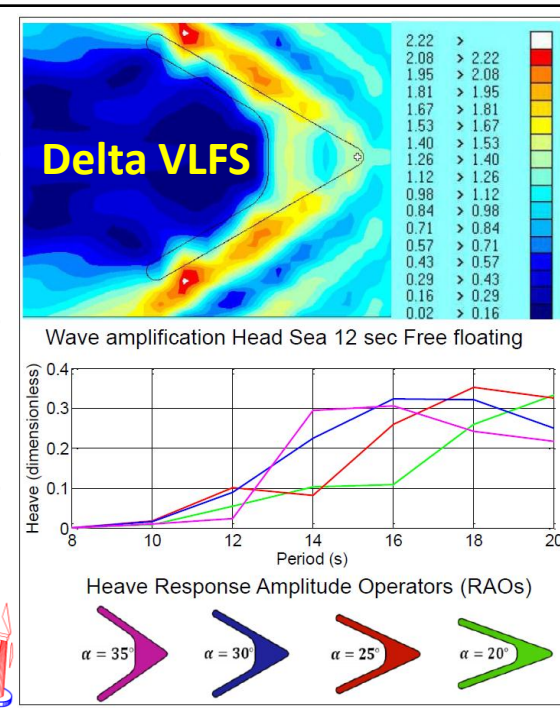 Delta VLFS
2.22 >
2.08 > 2.22
1.95 > 2.08
1.81 > 1.95
1.67 > 1.81
1.53 > 1.67
1.40 > 1.53
1.26 > 1.40
1.12 > 1.26
0.98 > 1.12
0.84 > 0.98
0.71 > 0.84
0.57 > 0.71
0.43 > 0.57
0.29 > 0.43
0.16 > 0.29
0.02 > 0.16
Wave amplification Head Sea 12 sec Free floating
Heave (dimensionless)
0.4
0.3
0.2
0.1
0
8 10 12 14 16 18 20
Period (s)
Heave Response Amplitude Operators (RAOs)
α = 35° α = 30° α = 25° α = 20°